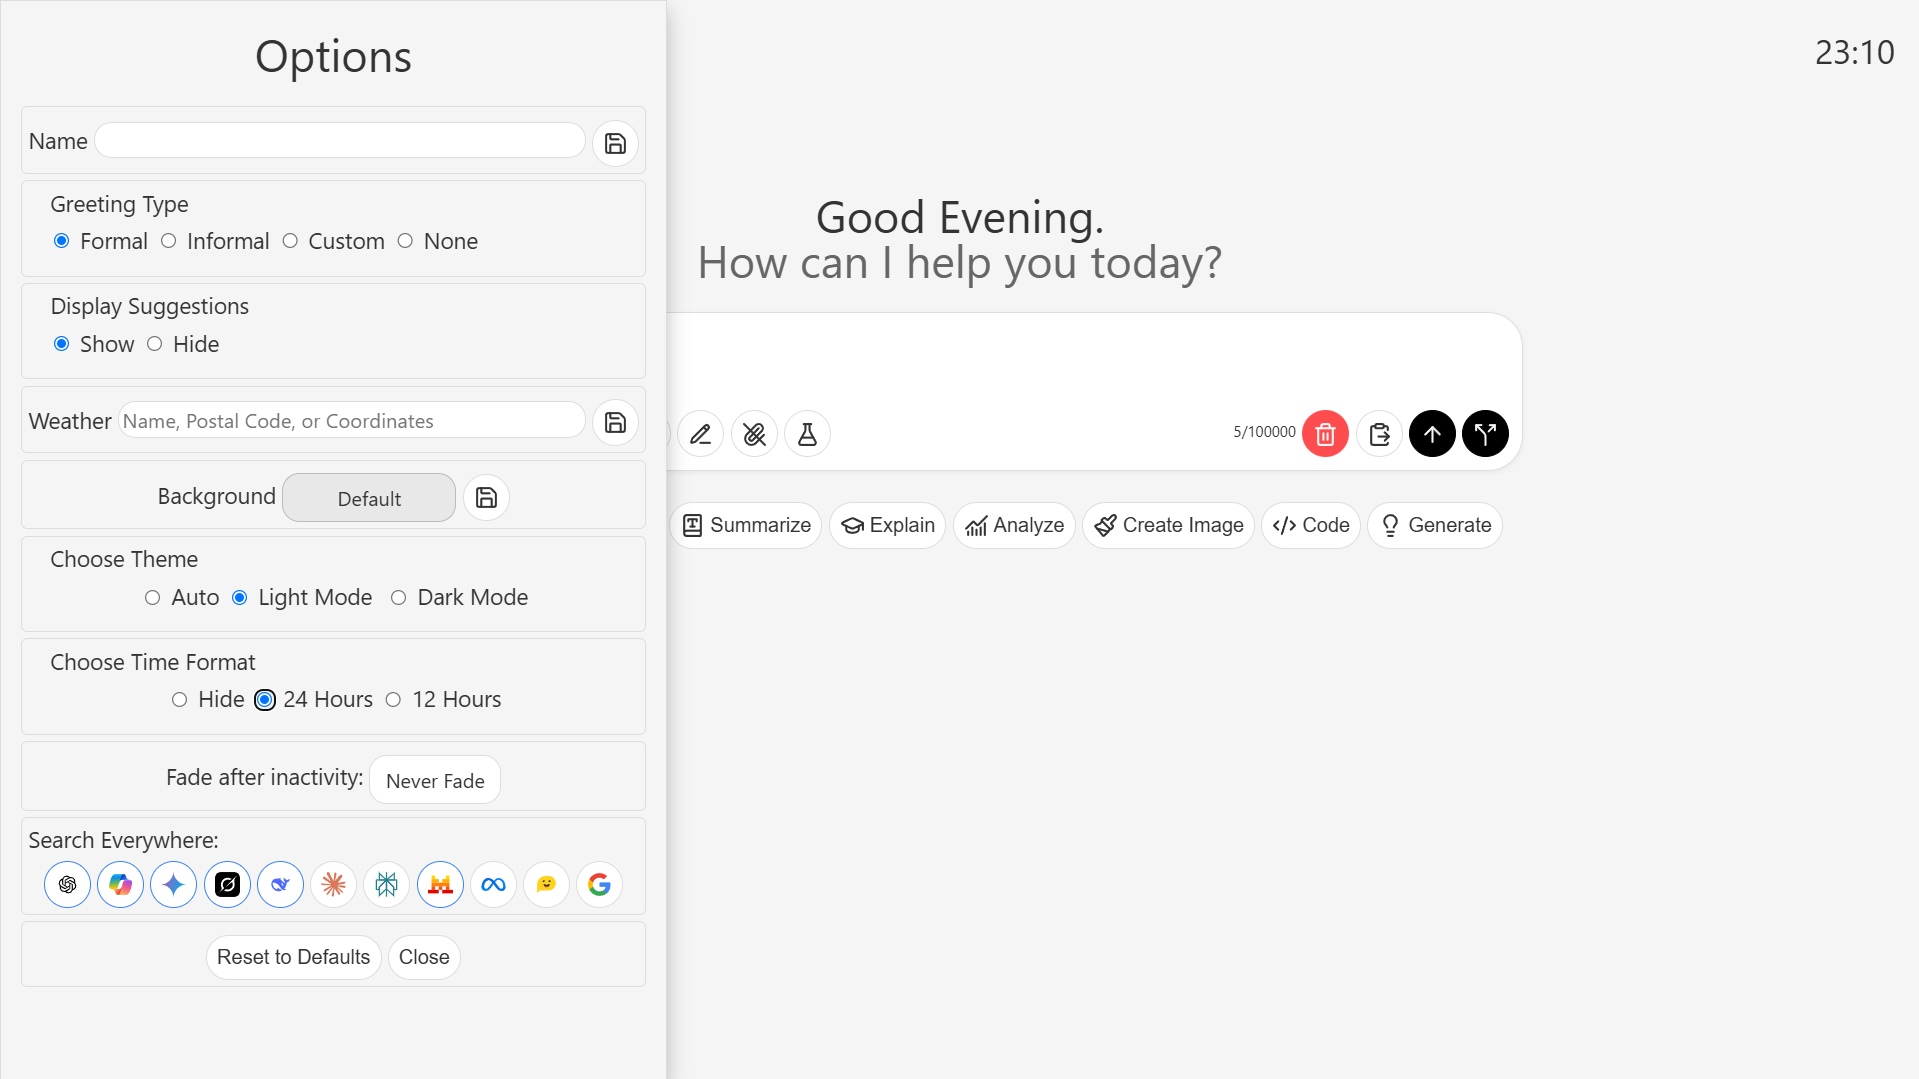 Options
23:10
Name
Greeting Type
Formal Informal Custom None
Display Suggestions
Show Hide
Weather Name, Postal Code, or Coordinates
Background Default
Choose Theme
Auto Light Mode Dark Mode
Choose Time Format
Hide 24 Hours 12 Hours
Fade after inactivity: Never Fade
Search Everywhere:
Reset to Defaults Close
Good Evening.
How can I help you today?
5/100000
Summarize Explain Analyze Create Image Code Generate